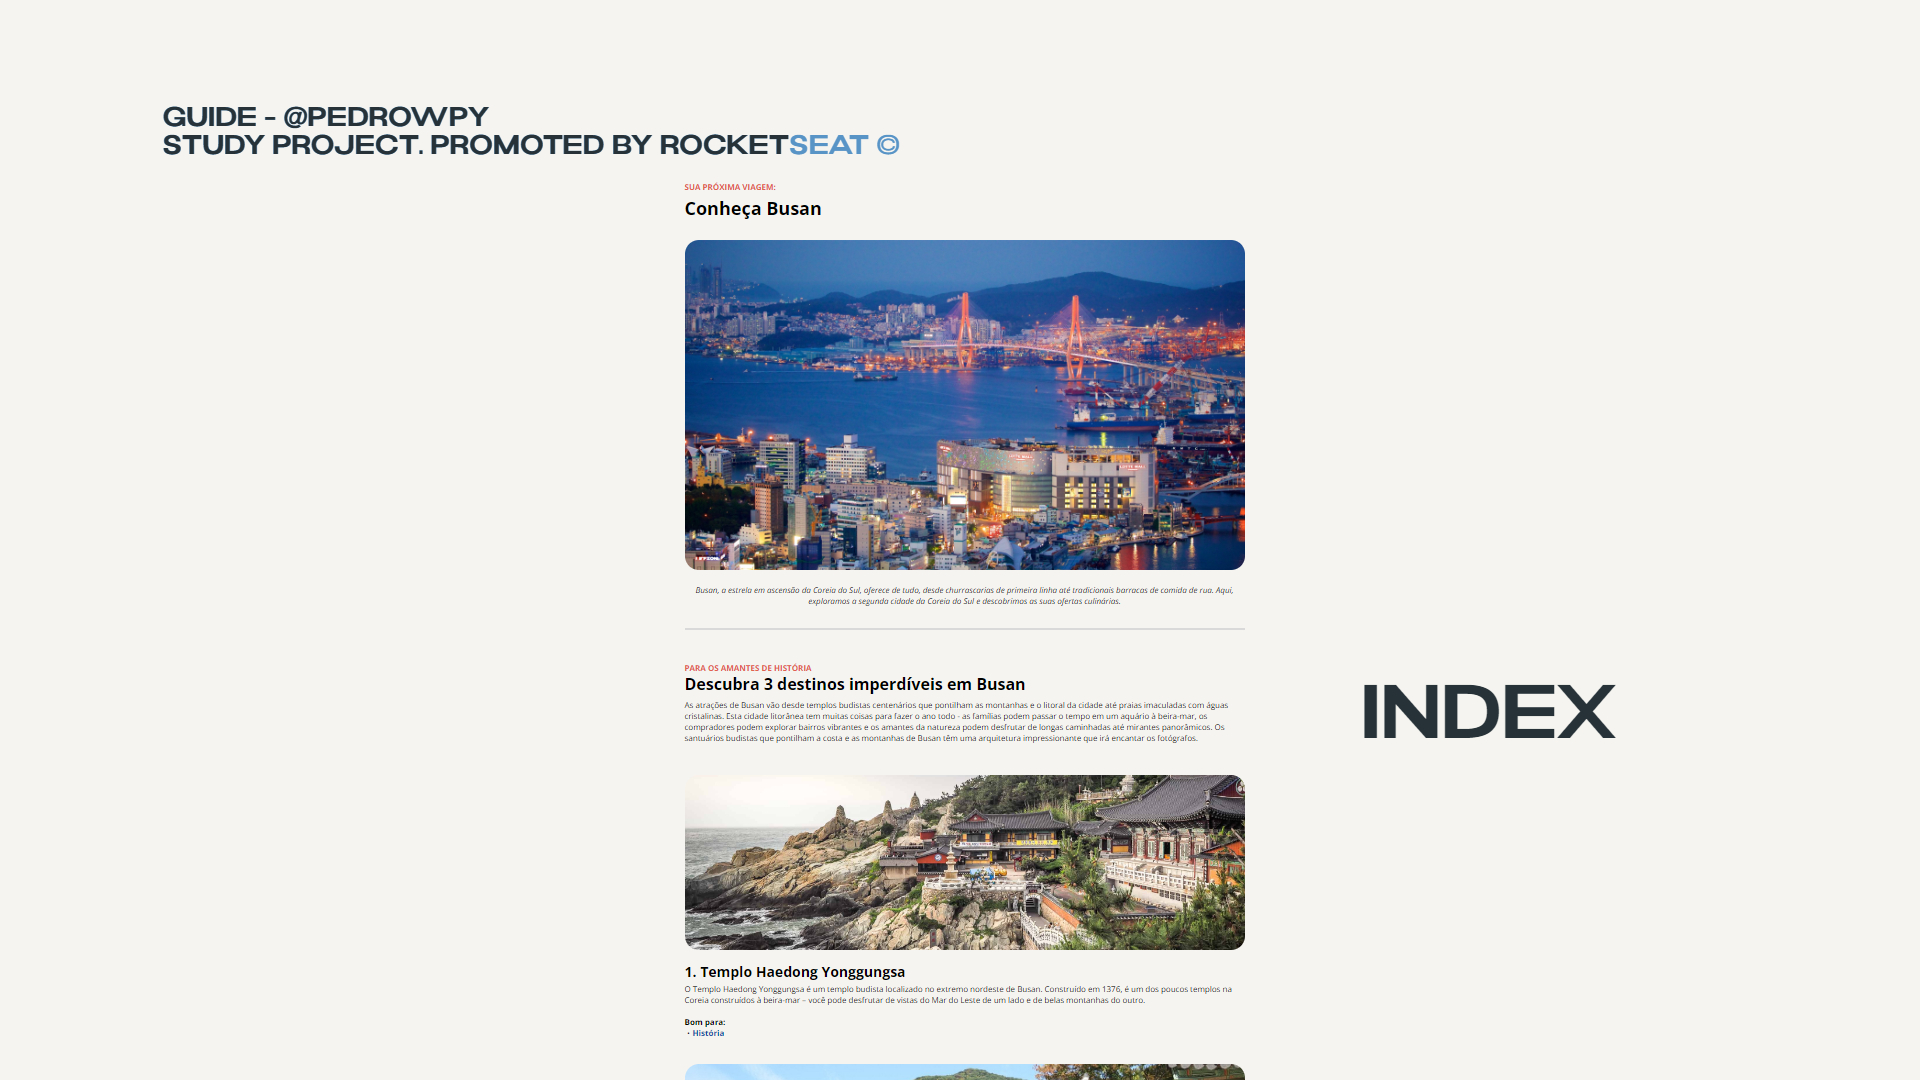 GUIDE - @PEDROWPY
STUDY PROJECT. PROMOTED BY ROCKETSEAT ©
SUA PRÓXIMA VIAGEM:
Conheça Busan
LOTTE MALL
LOTTE MALL
Busan, a estrela em ascensão da Coreia do Sul, oferece de tudo, desde churrascarias de primeira linha até tradicionais barracas de comida de rua. Aqui,
exploramos a segunda cidade da Coreia do Sul e descobrimos as suas ofertas culinárias.
PARA OS AMANTES DE HISTÓRIA
Descubra 3 destinos imperdíveis em Busan
As atrações de Busan vão desde templos budistas centenários que pontilham as montanhas e o litoral da cidade até praias imaculadas com águas
cristalinas. Esta cidade litorânea tem muitas coisas para fazer o ano todo - as famílias podem passar o tempo em um aquário à beira-mar, os
compradores podem explorar bairros vibrantes e os amantes da natureza podem desfrutar de longas caminhadas até mirantes panorâmicos. Os
santuários budistas que pontilham a costa e as montanhas de Busan têm uma arquitetura impressionante que irá encantar os fotógrafos.
INDEX
1. Templo Haedong Yonggungsa
O Templo Haedong Yonggungsa é um templo budista localizado no extremo nordeste de Busan. Construído em 1376, é um dos poucos templos na
Coreia construídos à beira-mar – você pode desfrutar de vistas do Mar do Leste de um lado e de belas montanhas do outro.
Bom para:
· História